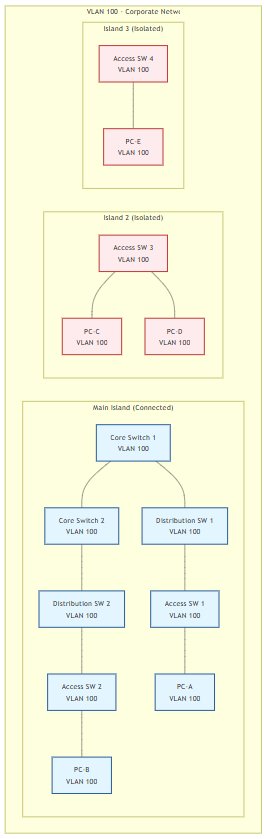 VLAN 100 - Corporate Netwo
Island 3 (Isolated)
Access SW 4
VLAN 100
PC-E
VLAN 100
Island 2 (Isolated)
Access SW 3
VLAN 100
PC-C
VLAN 100
PC-D
VLAN 100
Main Island (Connected)
Core Switch 1
VLAN 100
Core Switch 2
VLAN 100
Distribution SW 1
VLAN 100
Distribution SW 2
VLAN 100
Access SW 1
VLAN 100
Access SW 2
VLAN 100
PC-A
VLAN 100
PC-B
VLAN 100